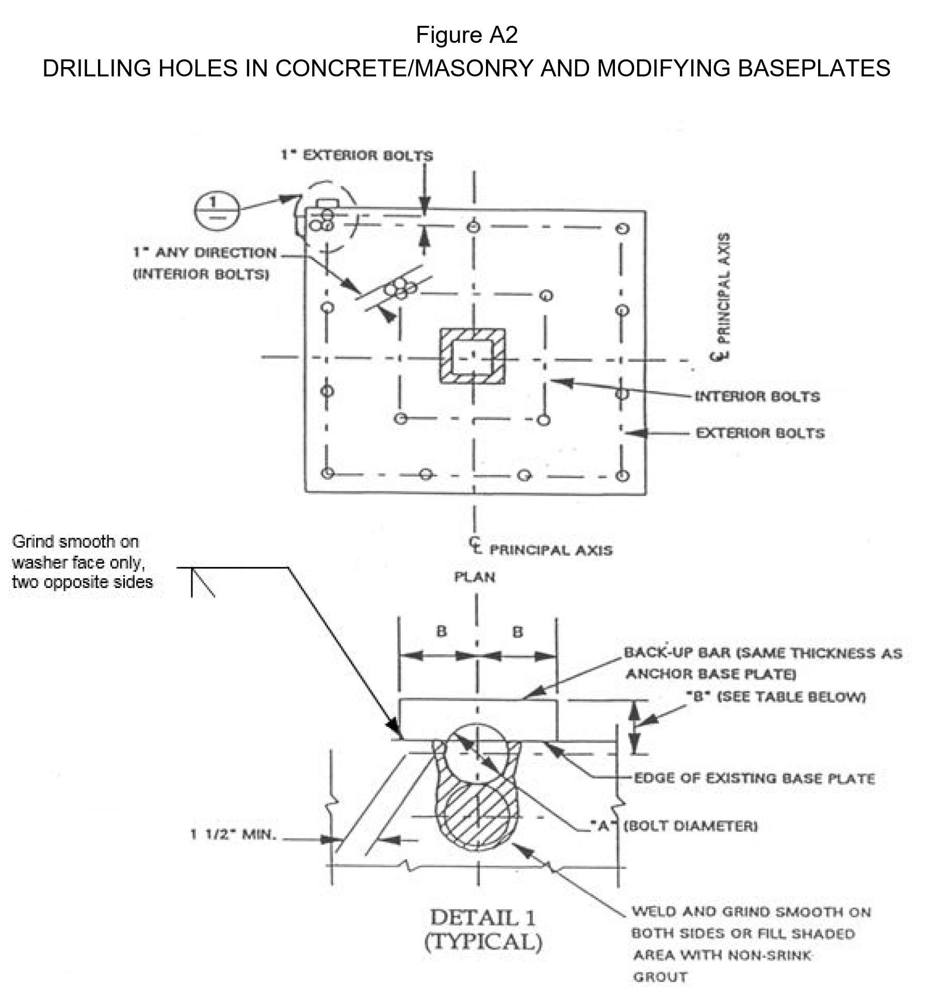 Figure A2
DRILLING HOLES IN CONCRETE/MASONRY AND MODIFYING BASEPLATES
1" EXTERIOR BOLTS
1
1" ANY DIRECTION
(INTERIOR BOLTS)
℄ PRINCIPAL AXIS
INTERIOR BOLTS
EXTERIOR BOLTS
℄ PRINCIPAL AXIS
PLAN
Grind smooth on
washer face only,
two opposite sides
B
B
BACK-UP BAR (SAME THICKNESS AS
ANCHOR BASE PLATE)
"B" (SEE TABLE BELOW)
EDGE OF EXISTING BASE PLATE
"A" (BOLT DIAMETER)
1 1/2" MIN.
DETAIL 1
(TYPICAL)
WELD AND GRIND SMOOTH ON
BOTH SIDES OR FILL SHADED
AREA WITH NON-SRINK
GROUT